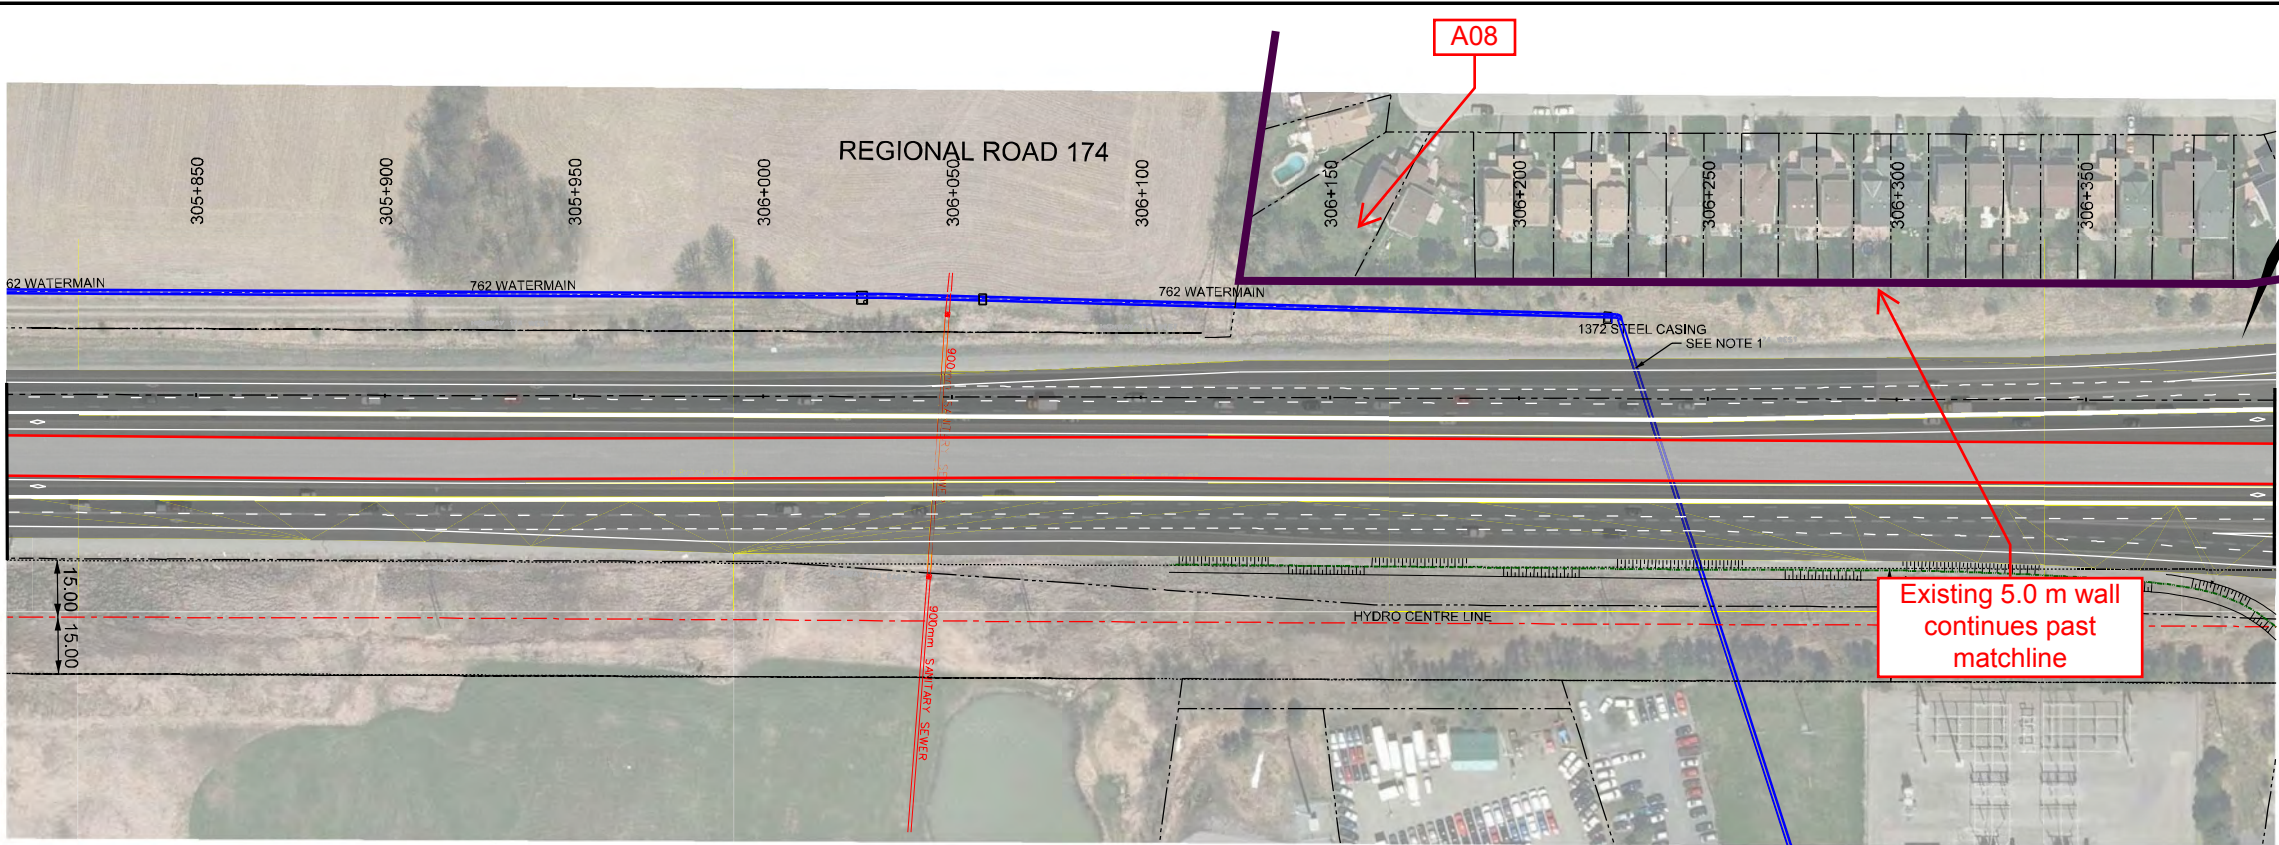 A08
REGIONAL ROAD 174
305+850
305+900
305+950
306+000
306+050
306+100
306+150
306+200
306+250
306+300
306+350
62 WATERMAIN
762 WATERMAIN
762 WATERMAIN
1372 STEEL CASING
SEE NOTE 1
15.00
15.00
900mm SANITARY SEWER
HYDRO CENTRE LINE
Existing 5.0 m wall
continues past
matchline